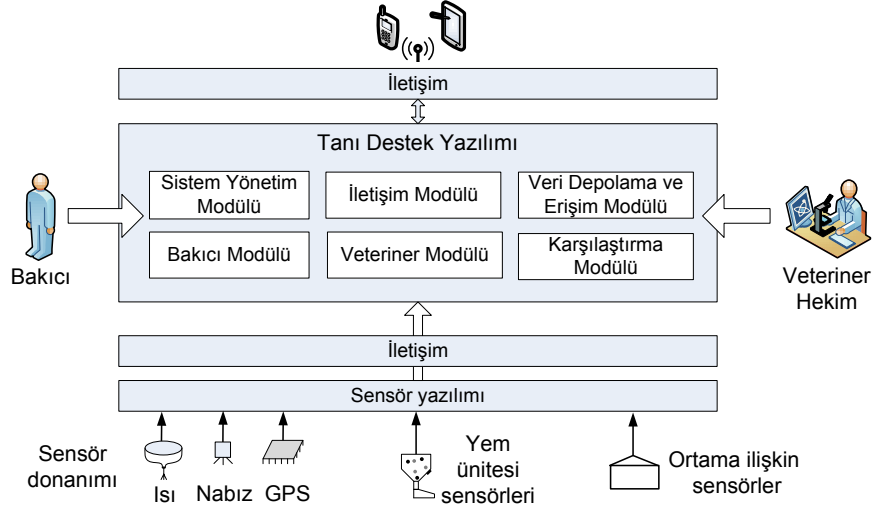 İletişim
Tanı Destek Yazılımı
Sistem Yönetim
Modülü
İletişim Modülü
Veri Depolama ve
Erişim Modülü
Bakıcı Modülü
Veteriner Modülü
Karşılaştırma
Modülü
Bakıcı
Veteriner
Hekim
İletişim
Sensör yazılımı
Sensör
donanımı
Isı
Nabız
GPS
Yem
ünitesi
sensörleri
Ortama ilişkin
sensörler